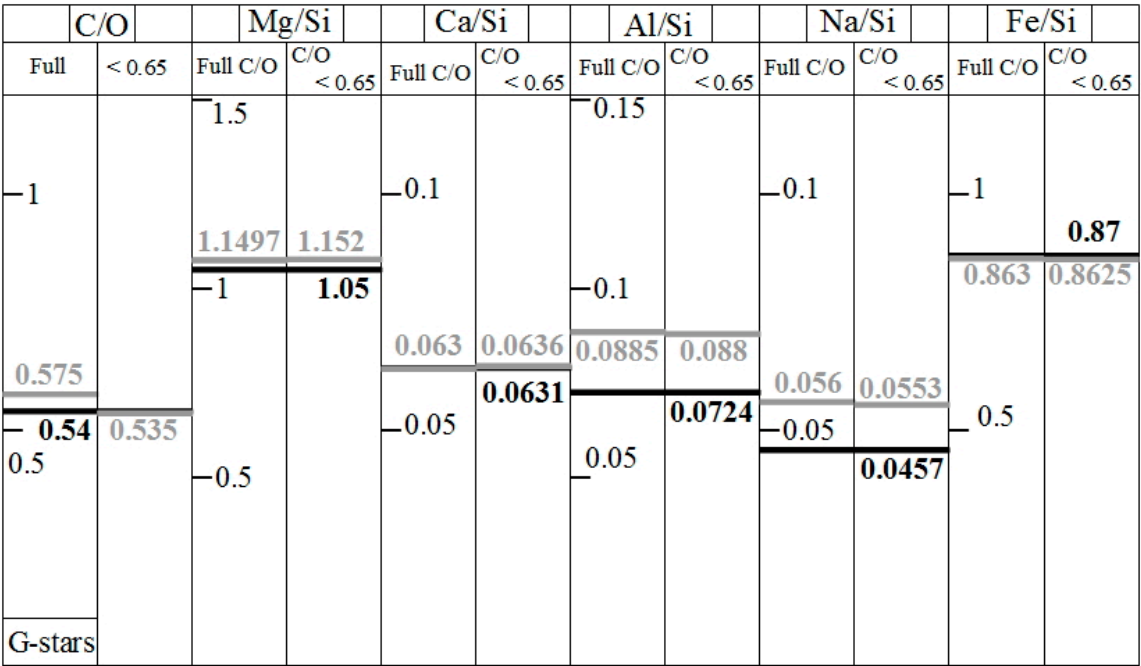 C/O Mg/Si Ca/Si Al/Si Na/Si Fe/Si
Full < 0.65 Full C/O C/O < 0.65 Full C/O C/O < 0.65 Full C/O C/O < 0.65 Full C/O C/O < 0.65 Full C/O C/O < 0.65
1.5 0.15
1 0.1 0.1 1
0.87
1.1497 1.152
0.863 0.8625
1 1.05 0.1
0.063 0.0636 0.0885 0.088
0.575 0.056 0.0553
0.0631
0.0724
0.54 0.535 0.05 0.05 0.5
0.5 0.05 0.0457
0.5
G-stars